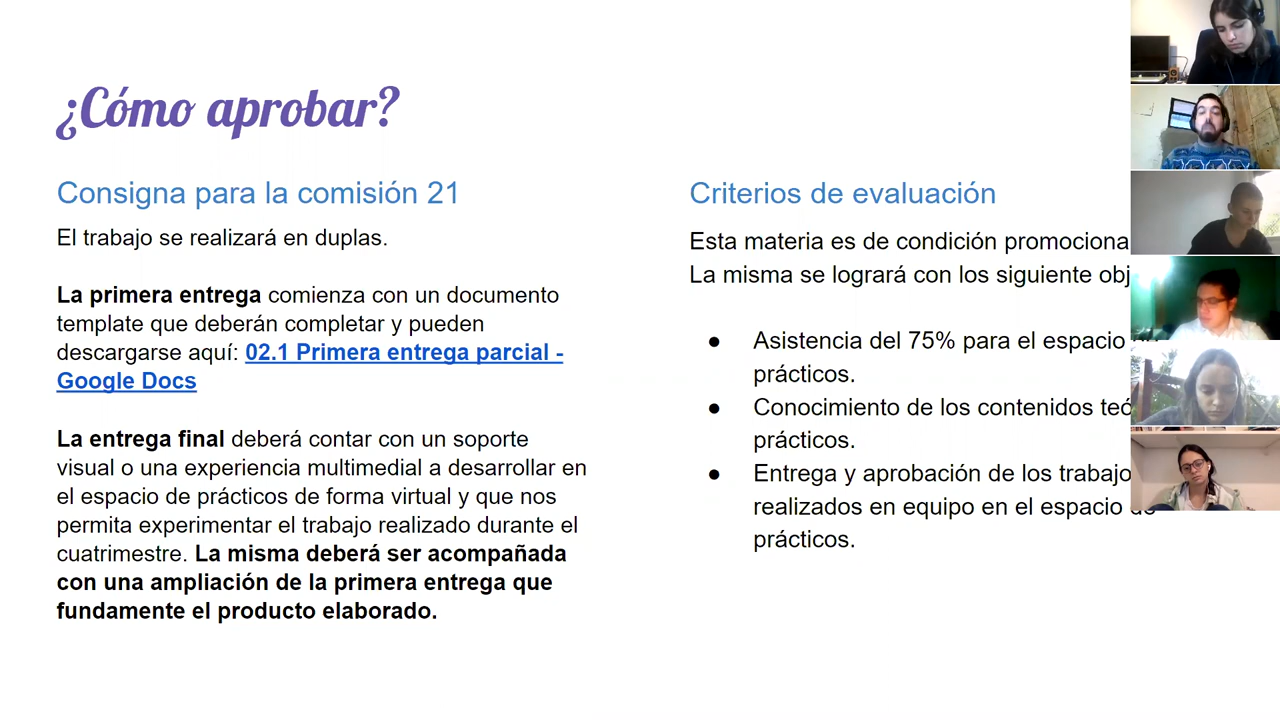 ¿Cómo aprobar?
Consigna para la comisión 21
El trabajo se realizará en duplas.
La primera entrega comienza con un documento
template que deberán completar y pueden
descargarse aquí: 02.1 Primera entrega parcial -
Google Docs
La entrega final deberá contar con un soporte
visual o una experiencia multimedial a desarrollar en
el espacio de prácticos de forma virtual y que nos
permita experimentar el trabajo realizado durante el
cuatrimestre. La misma deberá ser acompañada
con una ampliación de la primera entrega que
fundamente el producto elaborado.
Criterios de evaluación
Esta materia es de condición
La misma se logrará con los siguiente
● Asistencia del 75% para el espacio
prácticos.
● Conocimiento de los contenidos
prácticos.
● Entrega y aprobación de los
realizados en equipo en el espacio de
prácticos.